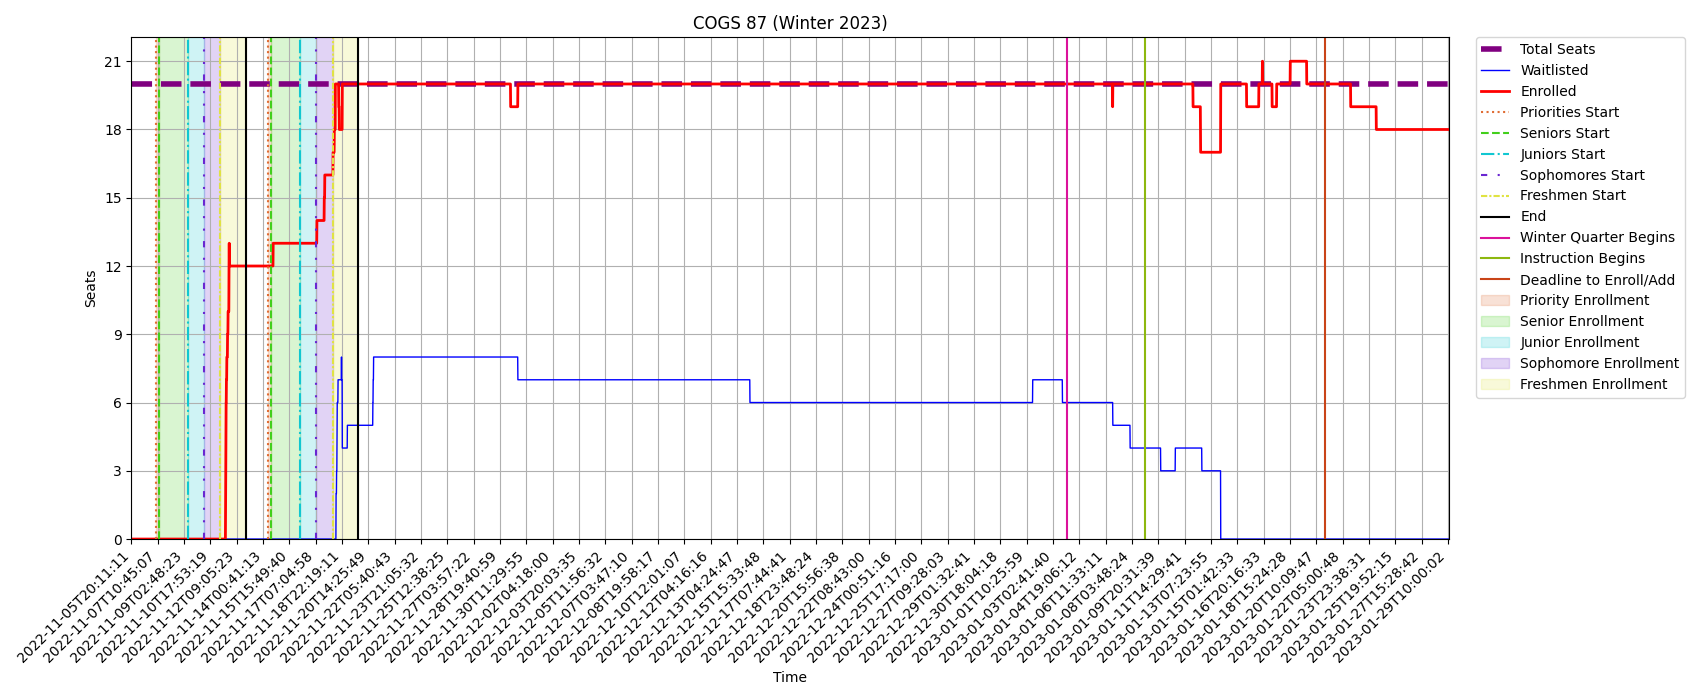 COGS 87 (Winter 2023)
21
18
15
12
9
6
3
0
Seats
2022-11-05T20:11:11
2022-11-07T10:45:07
2022-11-09T02:48:23
2022-11-10T17:53:19
2022-11-12T09:05:23
2022-11-14T00:41:13
2022-11-15T15:49:40
2022-11-17T07:04:58
2022-11-18T22:19:11
2022-11-20T14:25:49
2022-11-22T05:40:43
2022-11-23T21:05:32
2022-11-25T12:38:25
2022-11-27T03:57:22
2022-11-28T19:40:59
2022-11-30T11:29:55
2022-12-02T04:18:00
2022-12-03T20:03:35
2022-12-05T11:56:32
2022-12-07T03:47:10
2022-12-08T19:58:17
2022-12-10T12:01:07
2022-12-12T04:16:16
2022-12-13T04:24:47
2022-12-15T15:33:48
2022-12-17T07:44:41
2022-12-18T23:48:24
2022-12-20T15:56:38
2022-12-22T08:43:00
2022-12-24T00:51:16
2022-12-25T17:17:00
2022-12-27T09:28:03
2022-12-29T01:32:41
2022-12-30T18:04:18
2023-01-01T10:25:59
2023-01-03T02:41:40
2023-01-04T19:06:12
2023-01-06T11:33:11
2023-01-08T03:48:24
2023-01-09T20:31:39
2023-01-11T14:29:41
2023-01-13T07:23:55
2023-01-15T01:42:33
2023-01-16T20:16:33
2023-01-18T15:24:28
2023-01-20T10:09:47
2023-01-22T05:00:48
2023-01-23T23:38:31
2023-01-25T19:52:15
2023-01-27T15:28:42
2023-01-29T10:00:02
Time
Total Seats
Waitlisted
Enrolled
Priorities Start
Seniors Start
Juniors Start
Sophomores Start
Freshmen Start
End
Winter Quarter Begins
Instruction Begins
Deadline to Enroll/Add
Priority Enrollment
Senior Enrollment
Junior Enrollment
Sophomore Enrollment
Freshmen Enrollment